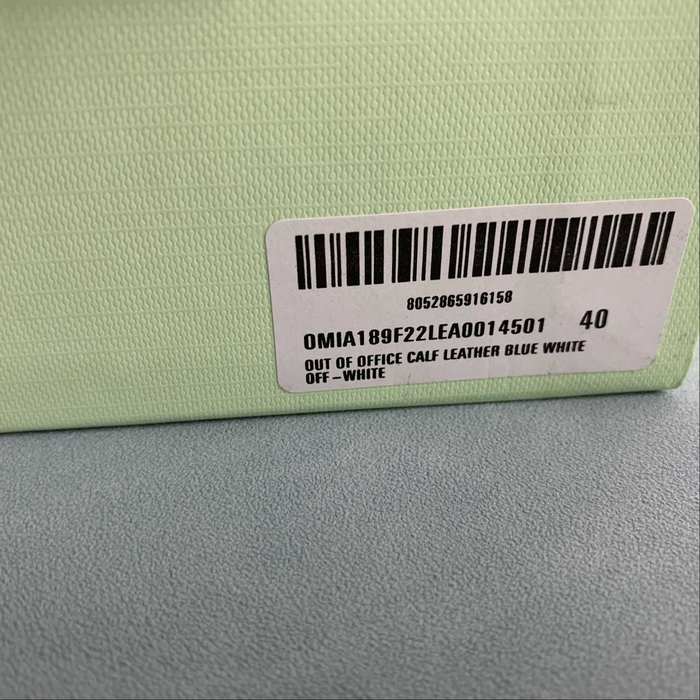 8052865916158
OMIA189F22LEA0014501 40
OUT OF OFFICE CALF LEATHER BLUE WHITE
OFF-WHITE